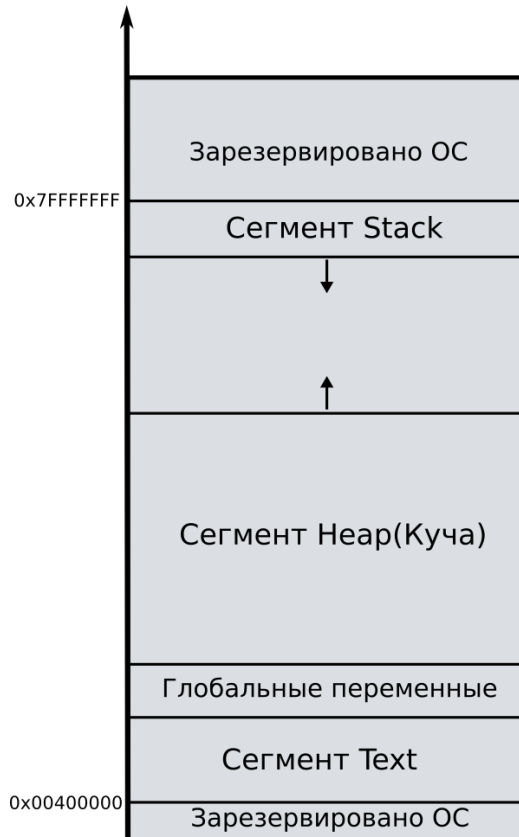 Зарезервировано ОС
0x7FFFFFFF
Сегмент Stack
Сегмент Heap(Куча)
Глобальные переменные
Сегмент Text
0x00400000
Зарезервировано ОС